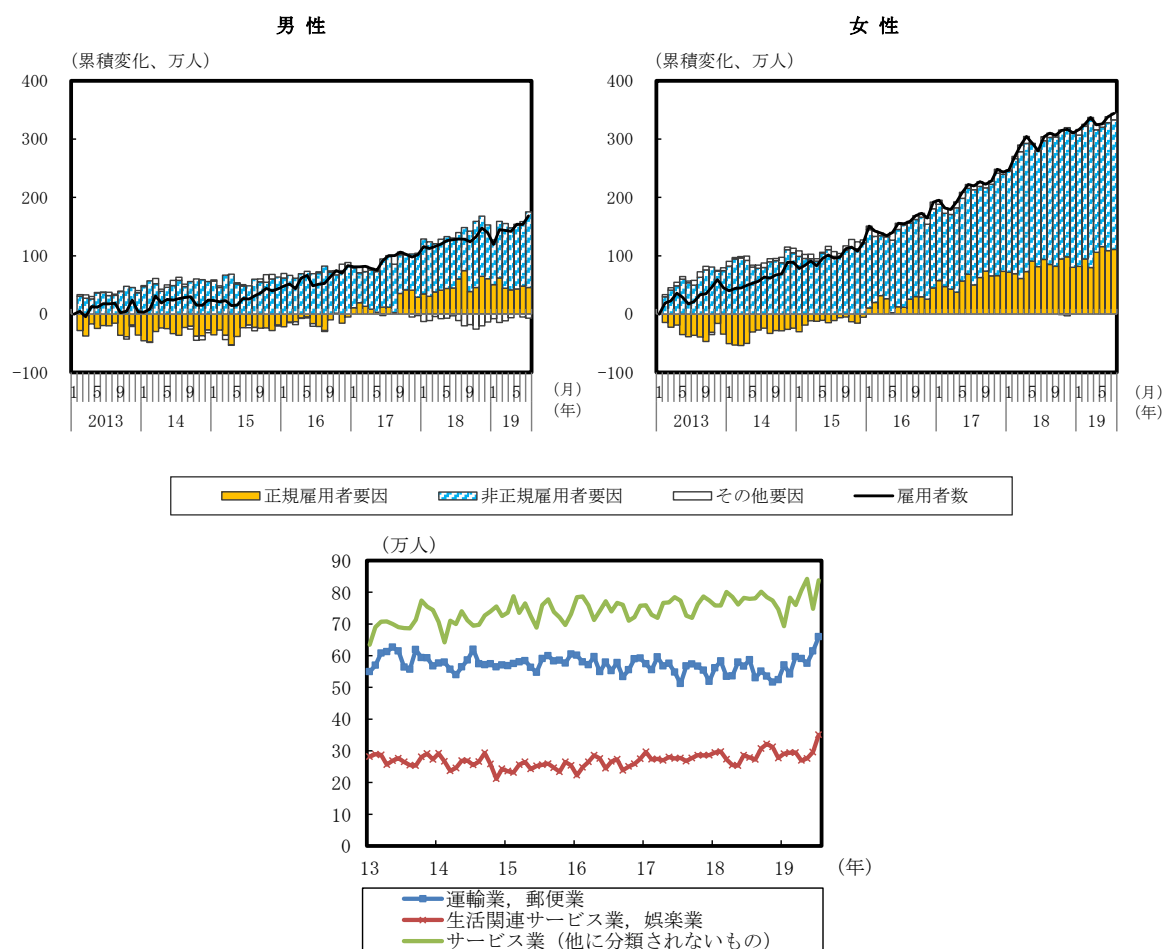 男 性
（累積変化、万人）
400
300
200
100
0
-100
1 5 9 1 5 9 1 5 9 1 5 9 1 5 9 1 5 9 1 5
（月）
2013 14 15 16 17 18 19
（年）
女 性
（累積変化、万人）
400
300
200
100
0
-100
1 5 9 1 5 9 1 5 9 1 5 9 1 5 9 1 5 9 1 5
（月）
2013 14 15 16 17 18 19
（年）
正規雇用者要因 非正規雇用者要因 その他要因 雇用者数
（万人）
90
80
70
60
50
40
30
20
10
0
13 14 15 16 17 18 19 （年）
運輸業，郵便業
生活関連サービス業，娯楽業
サービス業（他に分類されないもの）